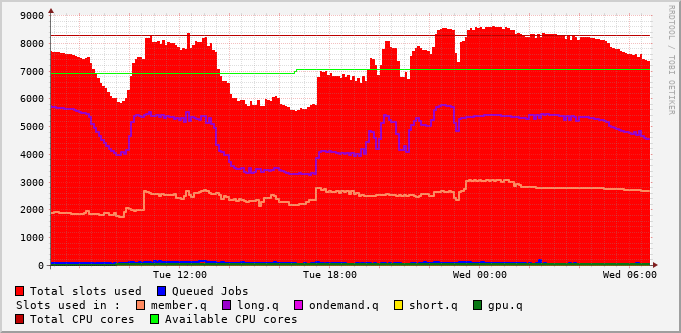 9000
8000
7000
6000
5000
4000
3000
2000
1000
0
Tue 12:00 Tue 18:00 Wed 00:00 Wed 06:00
RRDTOOL / TOBI OETIKER
Total slots used Queued Jobs
Slots used in : member.q long.q ondemand.q short.q gpu.q
Total CPU cores Available CPU cores